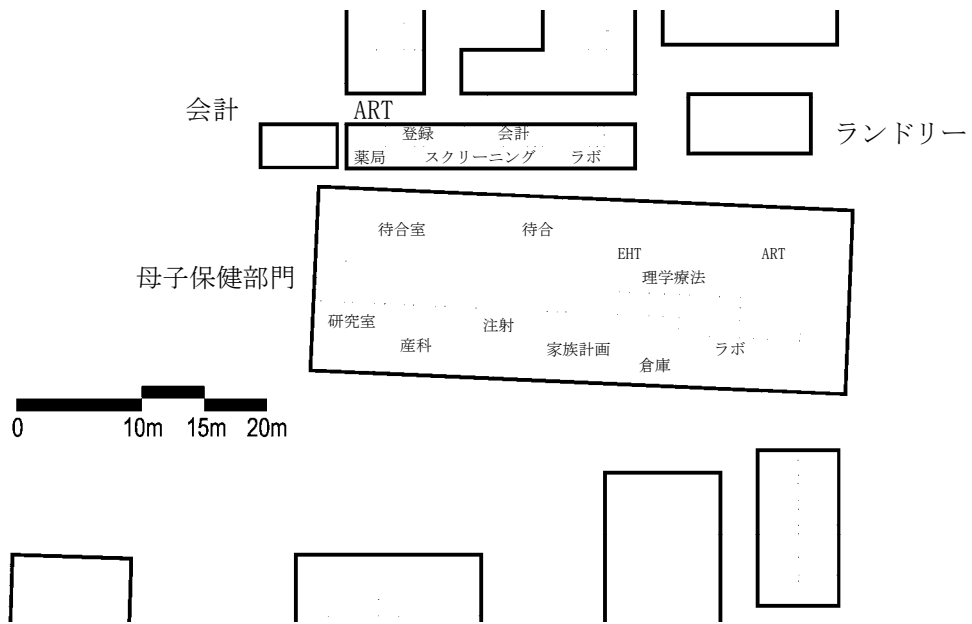 会計
ART
登録
会計
ランドリー
薬局
スクリーニング
ラボ
待合室
待合
EHT
ART
母子保健部門
理学療法
研究室
注射
産科
家族計画
ラボ
倉庫
0
10m
15m
20m